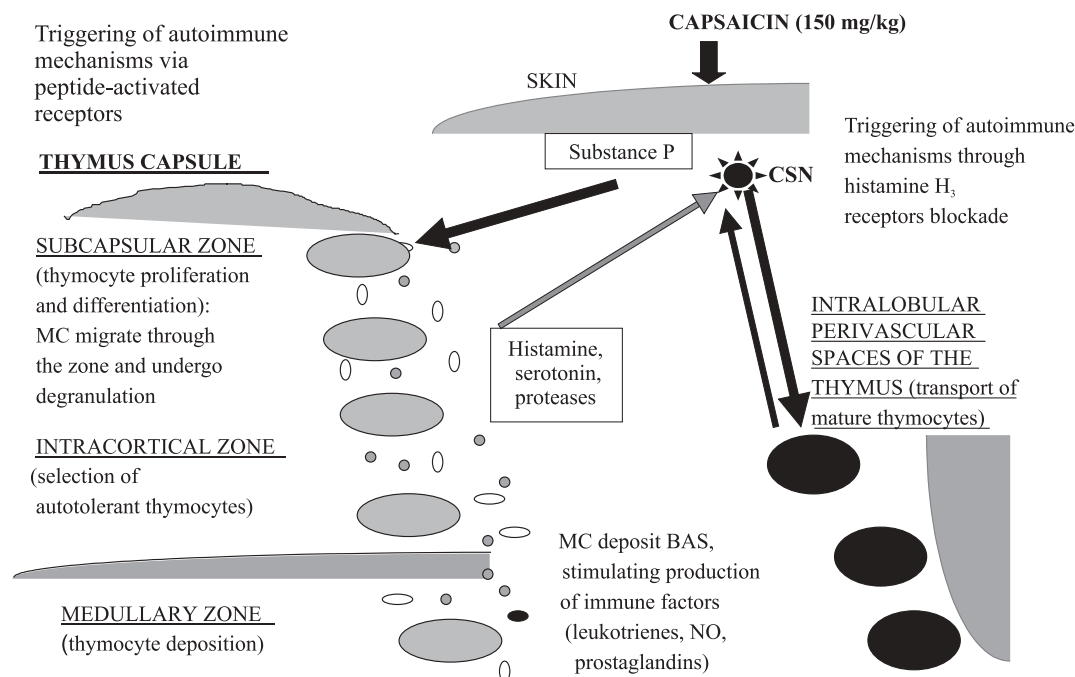 Triggering of autoimmune
mechanisms via
peptide-activated
receptors
CAPSAICIN (150 mg/kg)
SKIN
Substance P
CSN
Triggering of autoimmune
mechanisms through
histamine H₃
receptors blockade
THYMUS CAPSULE
SUBCAPSULAR ZONE
(thymocyte proliferation
and differentiation):
MC migrate through
the zone and undergo
degranulation
Histamine,
serotonin,
proteases
INTRALOBULAR
PERIVASCULAR
SPACES OF THE
THYMUS (transport of
mature thymocytes)
INTRACORTICAL ZONE
(selection of
autotolerant thymocytes)
MC deposit BAS,
stimulating production
of immune factors
(leukotrienes, NO,
prostaglandins)
MEDULLARY ZONE
(thymocyte deposition)